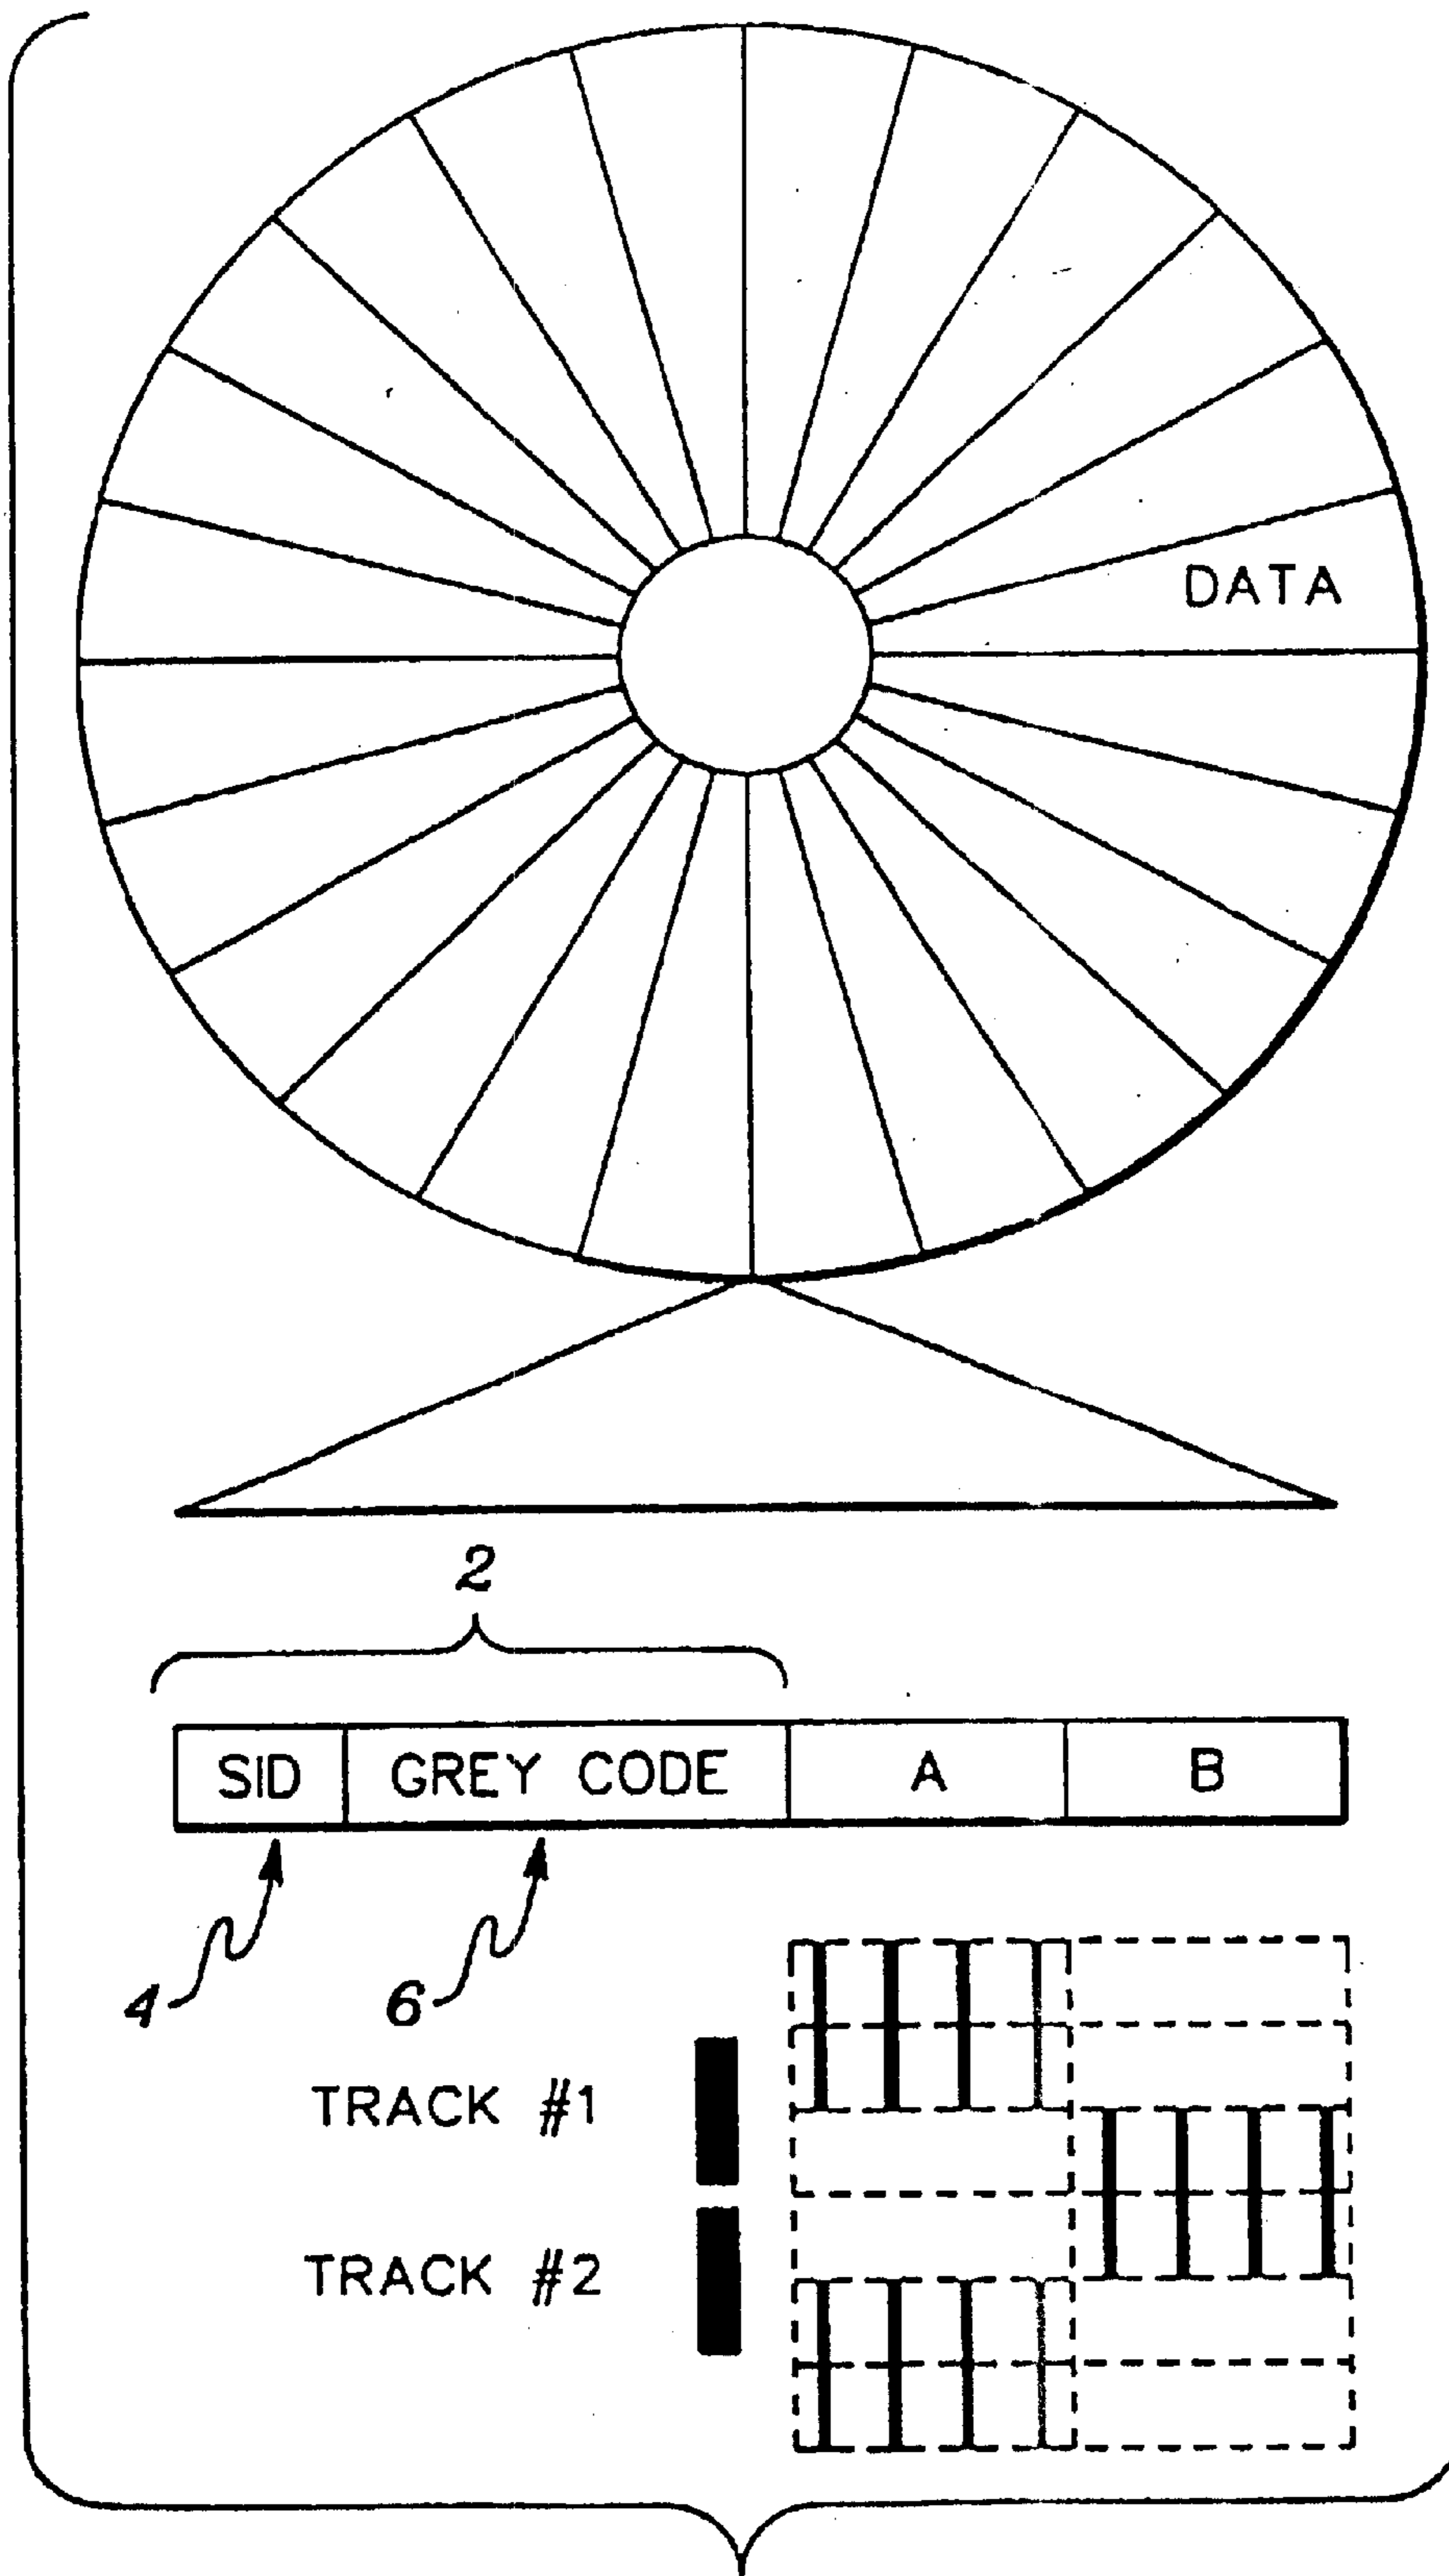 DATA
2
SID GREY CODE A B
4 6
TRACK #1
TRACK #2